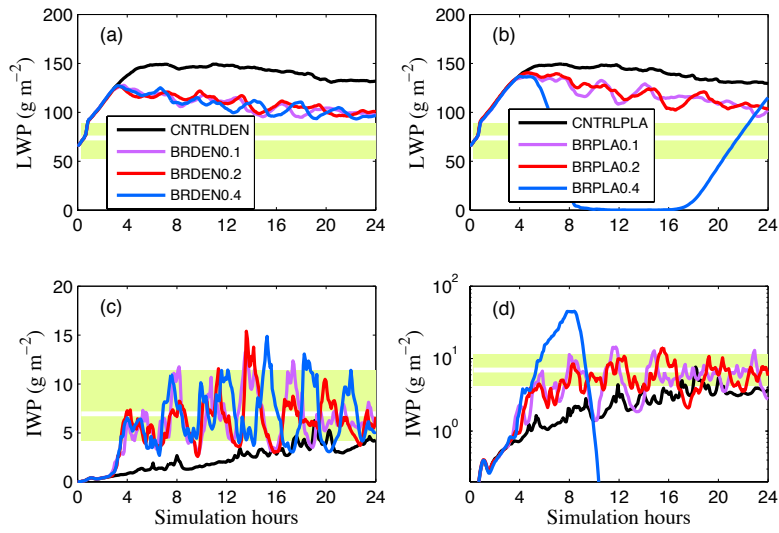 (a)
LWP (g m⁻²)
200
150
100
50
0
0 4 8 12 16 20 24
CNTRLDEN
BRDEN0.1
BRDEN0.2
BRDEN0.4
(b)
LWP (g m⁻²)
200
150
100
50
0
0 4 8 12 16 20 24
CNTRLPLA
BRPLA0.1
BRPLA0.2
BRPLA0.4
(c)
IWP (g m⁻²)
20
15
10
5
0
0 4 8 12 16 20 24
Simulation hours
(d)
IWP (g m⁻²)
10²
10¹
10⁰
0 4 8 12 16 20 24
Simulation hours